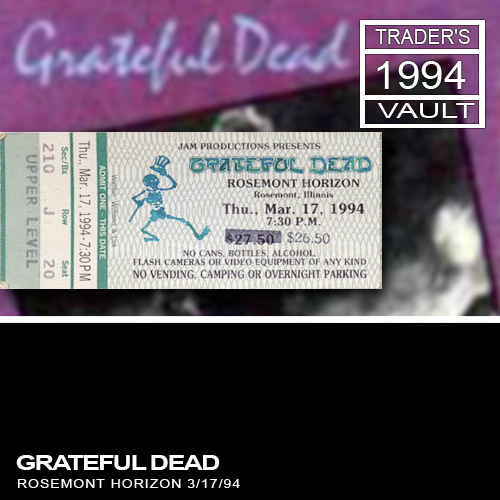 Grateful Dead
TRADER'S
1994
VAULT
JAM PRODUCTIONS PRESENTS
GRATEFUL DEAD
ROSEMONT HORIZON
Rosemont, Illinois
Thu., Mar. 17, 1994
7:30 P.M.
$27.50 $26.50
NO CANS, BOTTLES, ALCOHOL,
FLASH CAMERAS OR VIDEO EQUIPMENT OF ANY KIND
NO VENDING, CAMPING OR OVERNIGHT PARKING
ADMIT ONE - THIS DATE
Thu., Mar. 17, 1994 - 7:30 PM
Sec/Bx Row Seat
210 J 20
UPPER LEVEL
GRATEFUL DEAD
ROSEMONT HORIZON 3/17/94